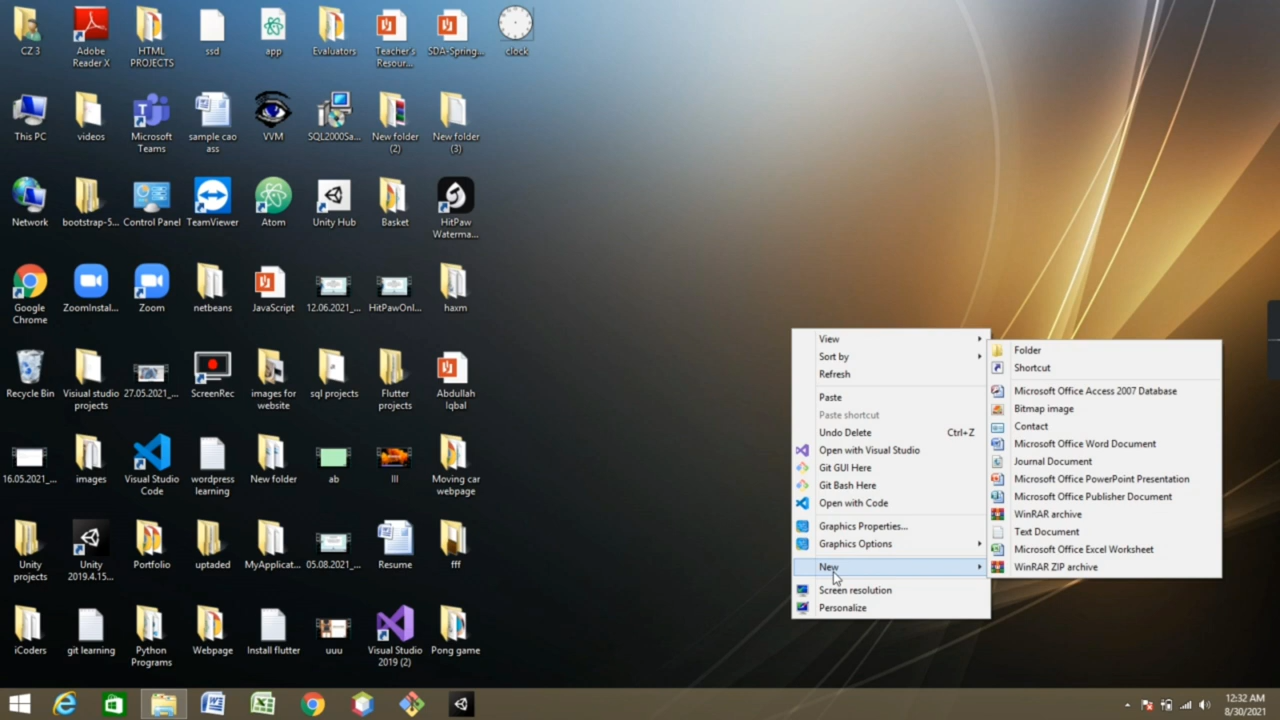 CZ 3
Adobe
Reader X
HTML
PROJECTS
ssd
app
Evaluators
Teacher's
Resour...
SDA-Spring...
clock
This PC
videos
Microsoft
Teams
sample cao
ass
VVM
SQL2000Sa...
New folder
(2)
New folder
(3)
Network
bootstrap-5...
Control Panel
TeamViewer
Atom
Unity Hub
Basket
HitPaw
Waterma...
Google
Chrome
ZoomInstal...
Zoom
netbeans
JavaScript
12.06.2021_...
HitPawOnl...
haxm
Recycle Bin
Visiual studio
projects
27.05.2021_...
ScreenRec
images for
website
sql projects
Flutter
projects
Abdullah
Iqbal
16.05.2021_...
images
Visual Studio
Code
wordpress
learning
New folder
ab
lll
Moving car
webpage
Unity
projects
Unity
2019.4.15...
Portfolio
uptaded
MyApplicat...
05.08.2021_...
Resume
fff
iCoders
git learning
Python
Programs
Webpage
Install flutter
uuu
Visual Studio
2019 (2)
Pong game
View
Sort by
Refresh
Paste
Paste shortcut
Undo Delete Ctrl+Z
Open with Visual Studio
Git GUI Here
Git Bash Here
Open with Code
Graphics Properties...
Graphics Options
New
Screen resolution
Personalize
Folder
Shortcut
Microsoft Office Access 2007 Database
Bitmap image
Contact
Microsoft Office Word Document
Journal Document
Microsoft Office PowerPoint Presentation
Microsoft Office Publisher Document
WinRAR archive
Text Document
Microsoft Office Excel Worksheet
WinRAR ZIP archive
12:32 AM
8/30/2021